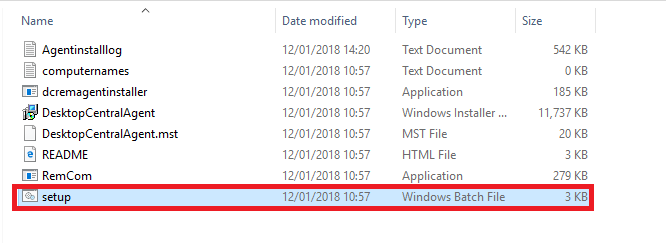 Name Date modified Type Size
Agentinstalllog 12/01/2018 14:20 Text Document 542 KB
computernames 12/01/2018 10:57 Text Document 0 KB
dcremagentinstaller 12/01/2018 10:57 Application 185 KB
DesktopCentralAgent 12/01/2018 10:57 Windows Installer ... 11,737 KB
DesktopCentralAgent.mst 12/01/2018 10:57 MST File 20 KB
README 12/01/2018 10:57 HTML File 3 KB
RemCom 12/01/2018 10:57 Application 279 KB
setup 12/01/2018 10:57 Windows Batch File 3 KB